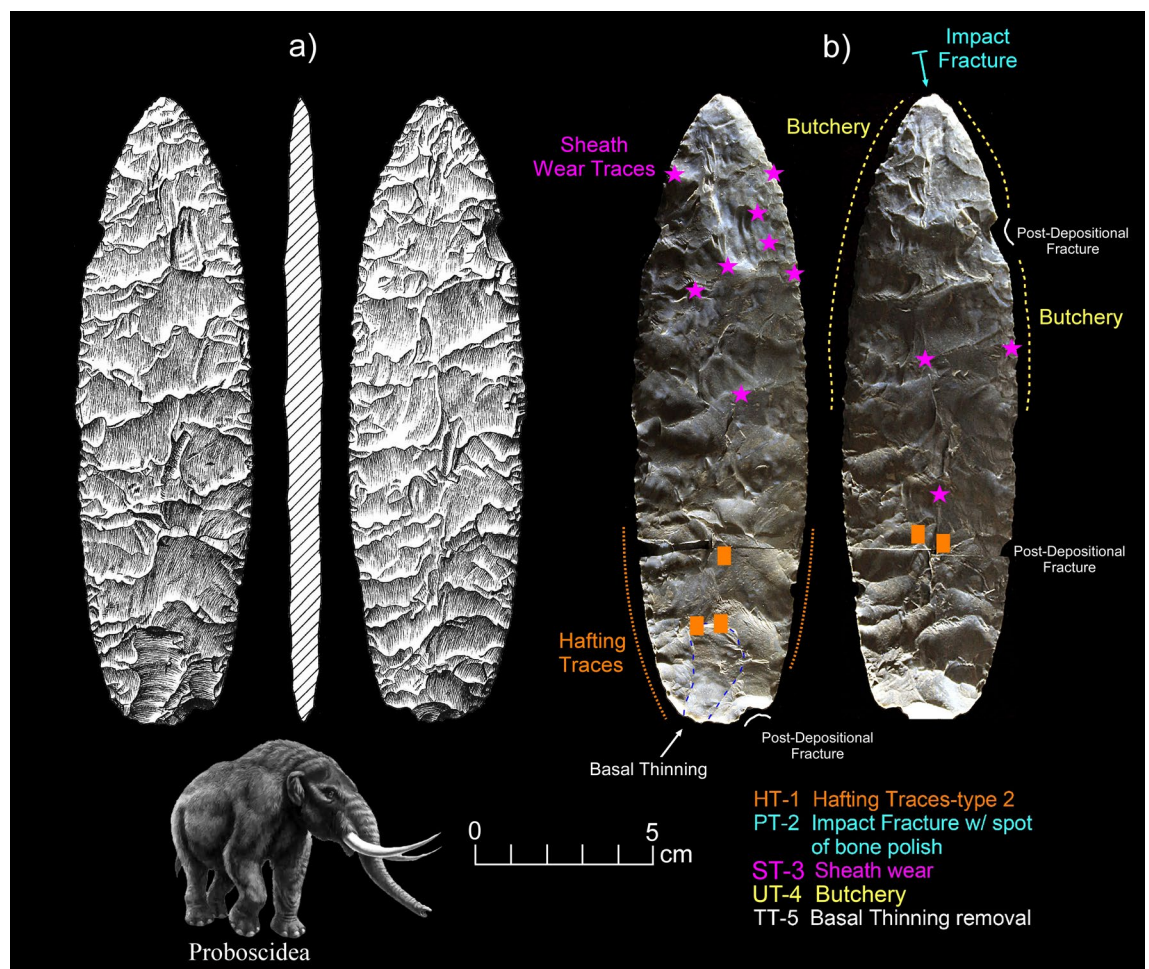 a)
b)
Impact
Fracture
Butchery
Sheath
Wear Traces
Post-Depositional
Fracture
Butchery
Post-Depositional
Fracture
Hafting
Traces
Post-Depositional
Fracture
Basal Thinning
0
5
cm
Proboscidea
HT-1 Hafting Traces-type 2
PT-2 Impact Fracture w/ spot
of bone polish
ST-3 Sheath wear
UT-4 Butchery
TT-5 Basal Thinning removal